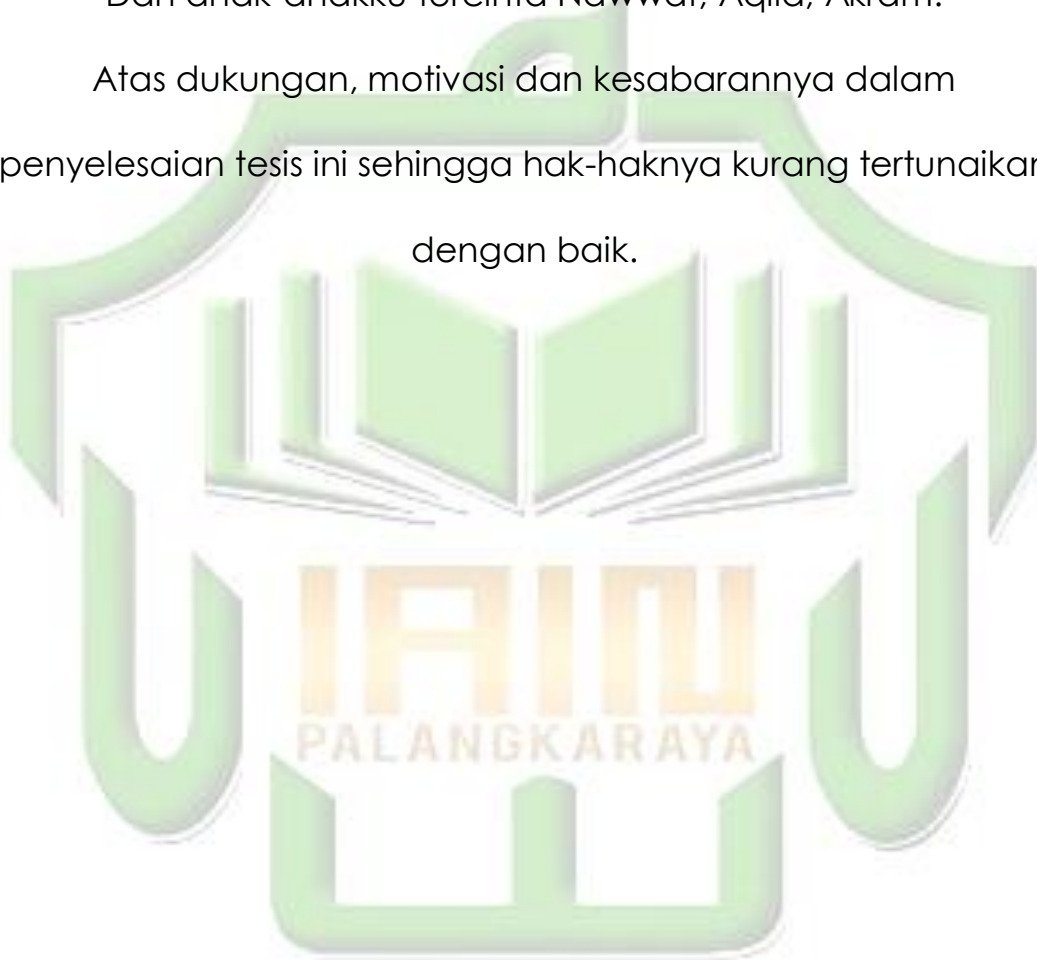 Dan anak-anakku tercinta Nawwaf, Aqila, Akram.
Atas dukungan, motivasi dan kesabarannya dalam
penyelesaian tesis ini sehingga hak-haknya kurang tertunaikan
dengan baik.
IAIN
PALANGKARAYA